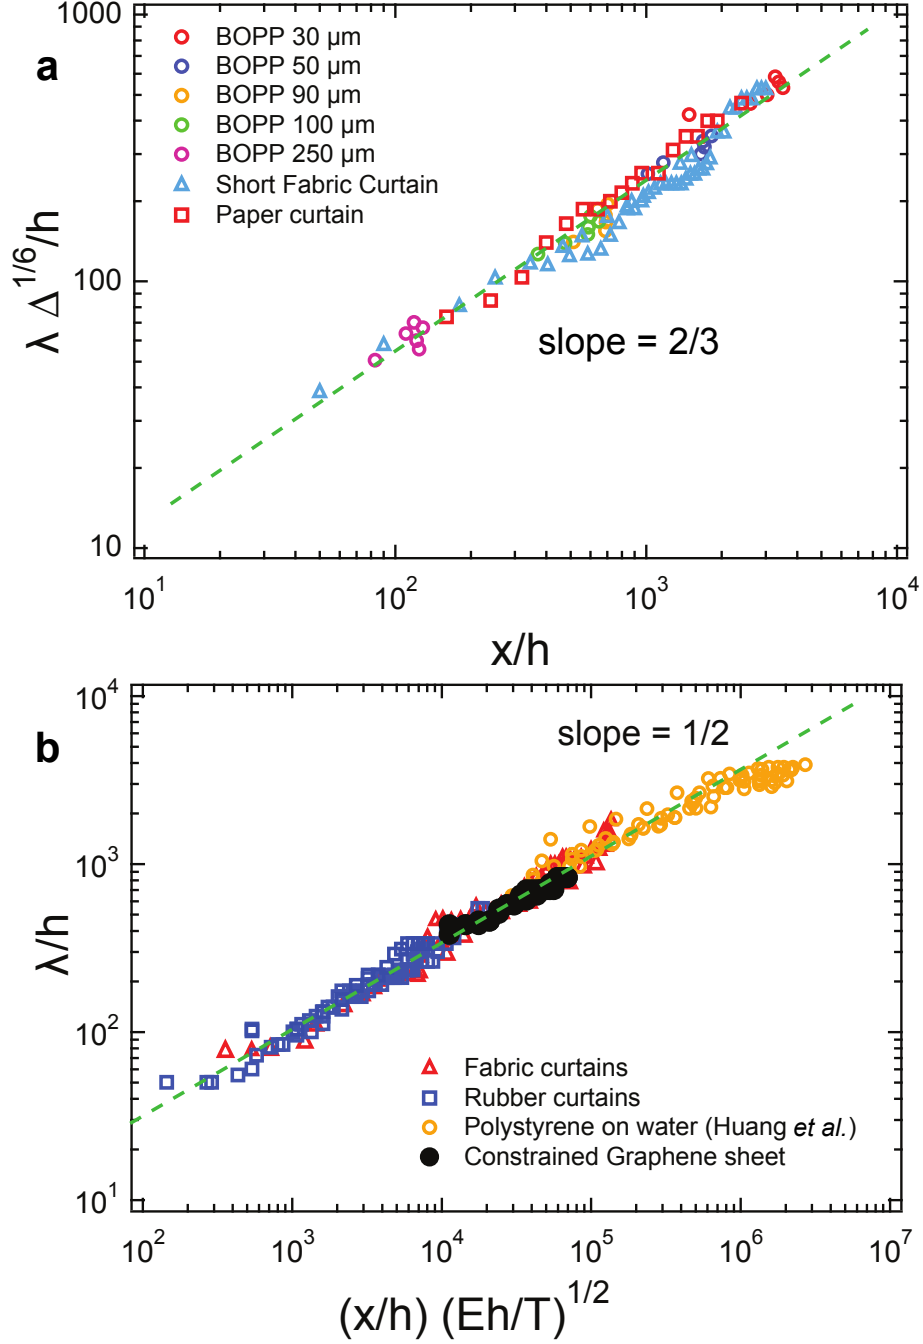 a
1000
100
10
λ Δ^1/6/h
BOPP 30 µm
BOPP 50 µm
BOPP 90 µm
BOPP 100 µm
BOPP 250 µm
Short Fabric Curtain
Paper curtain
slope = 2/3
10^1 10^2 10^3 10^4
x/h
b
10^4
10^3
10^2
10^1
λ/h
slope = 1/2
Fabric curtains
Rubber curtains
Polystyrene on water (Huang et al.)
Constrained Graphene sheet
10^2 10^3 10^4 10^5 10^6 10^7
(x/h) (Eh/T)^1/2